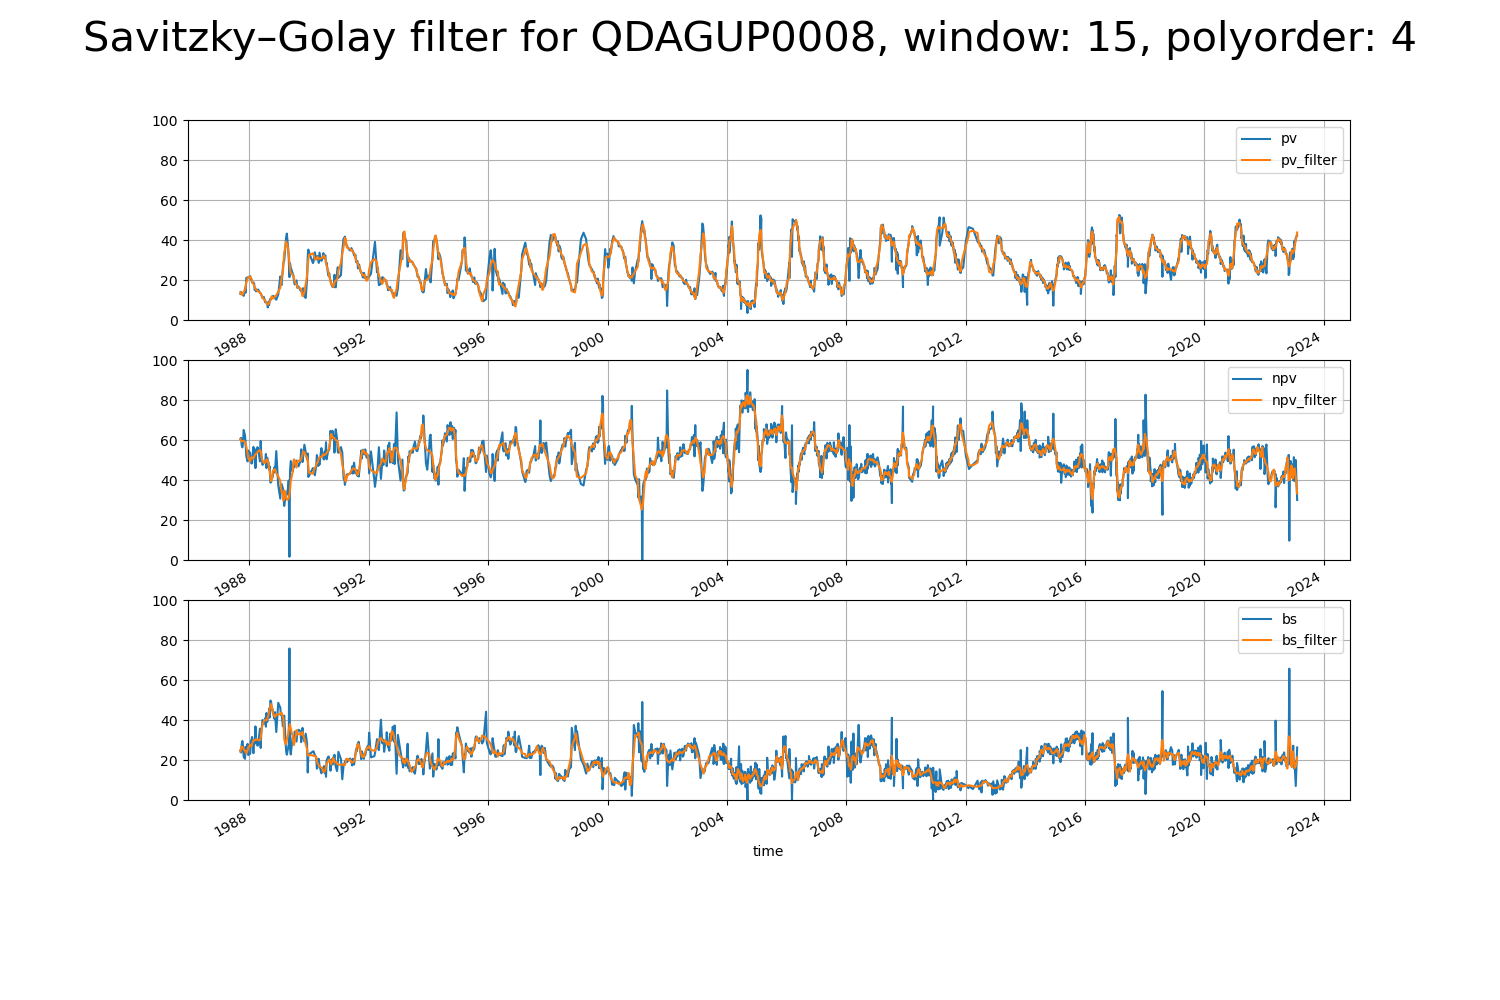 Savitzky–Golay filter for QDAGUP0008, window: 15, polyorder: 4
100
80
60
40
20
0
pv
pv_filter
1988 1992 1996 2000 2004 2008 2012 2016 2020 2024
100
80
60
40
20
0
npv
npv_filter
1988 1992 1996 2000 2004 2008 2012 2016 2020 2024
100
80
60
40
20
0
bs
bs_filter
1988 1992 1996 2000 2004 2008 2012 2016 2020 2024
time